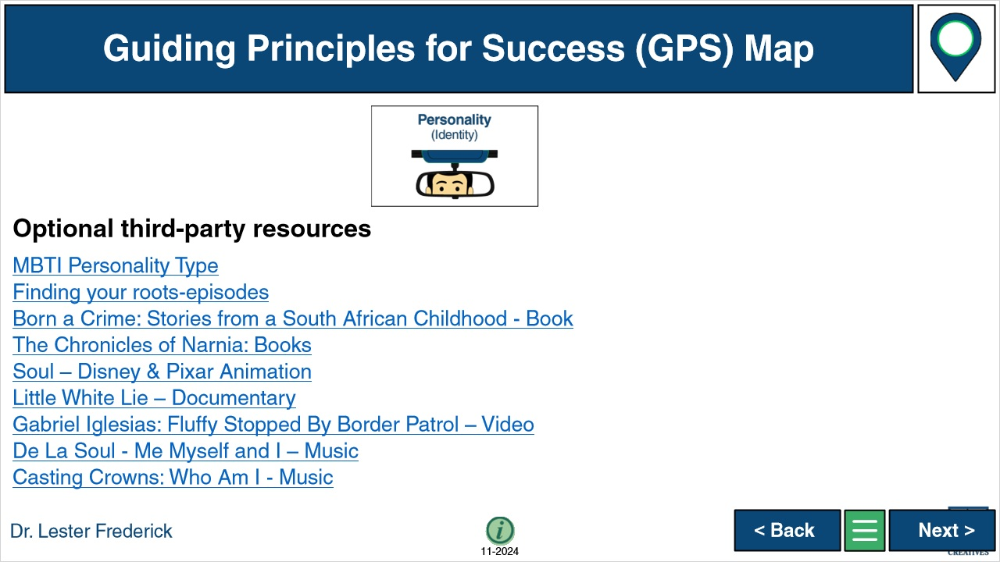 Guiding Principles for Success (GPS) Map
Personality
(Identity)
Optional third-party resources
MBTI Personality Type
Finding your roots-episodes
Born a Crime: Stories from a South African Childhood - Book
The Chronicles of Narnia: Books
Soul – Disney & Pixar Animation
Little White Lie – Documentary
Gabriel Iglesias: Fluffy Stopped By Border Patrol – Video
De La Soul - Me Myself and I – Music
Casting Crowns: Who Am I - Music
Dr. Lester Frederick
i
11-2024
< Back
Next >
CREATIVES